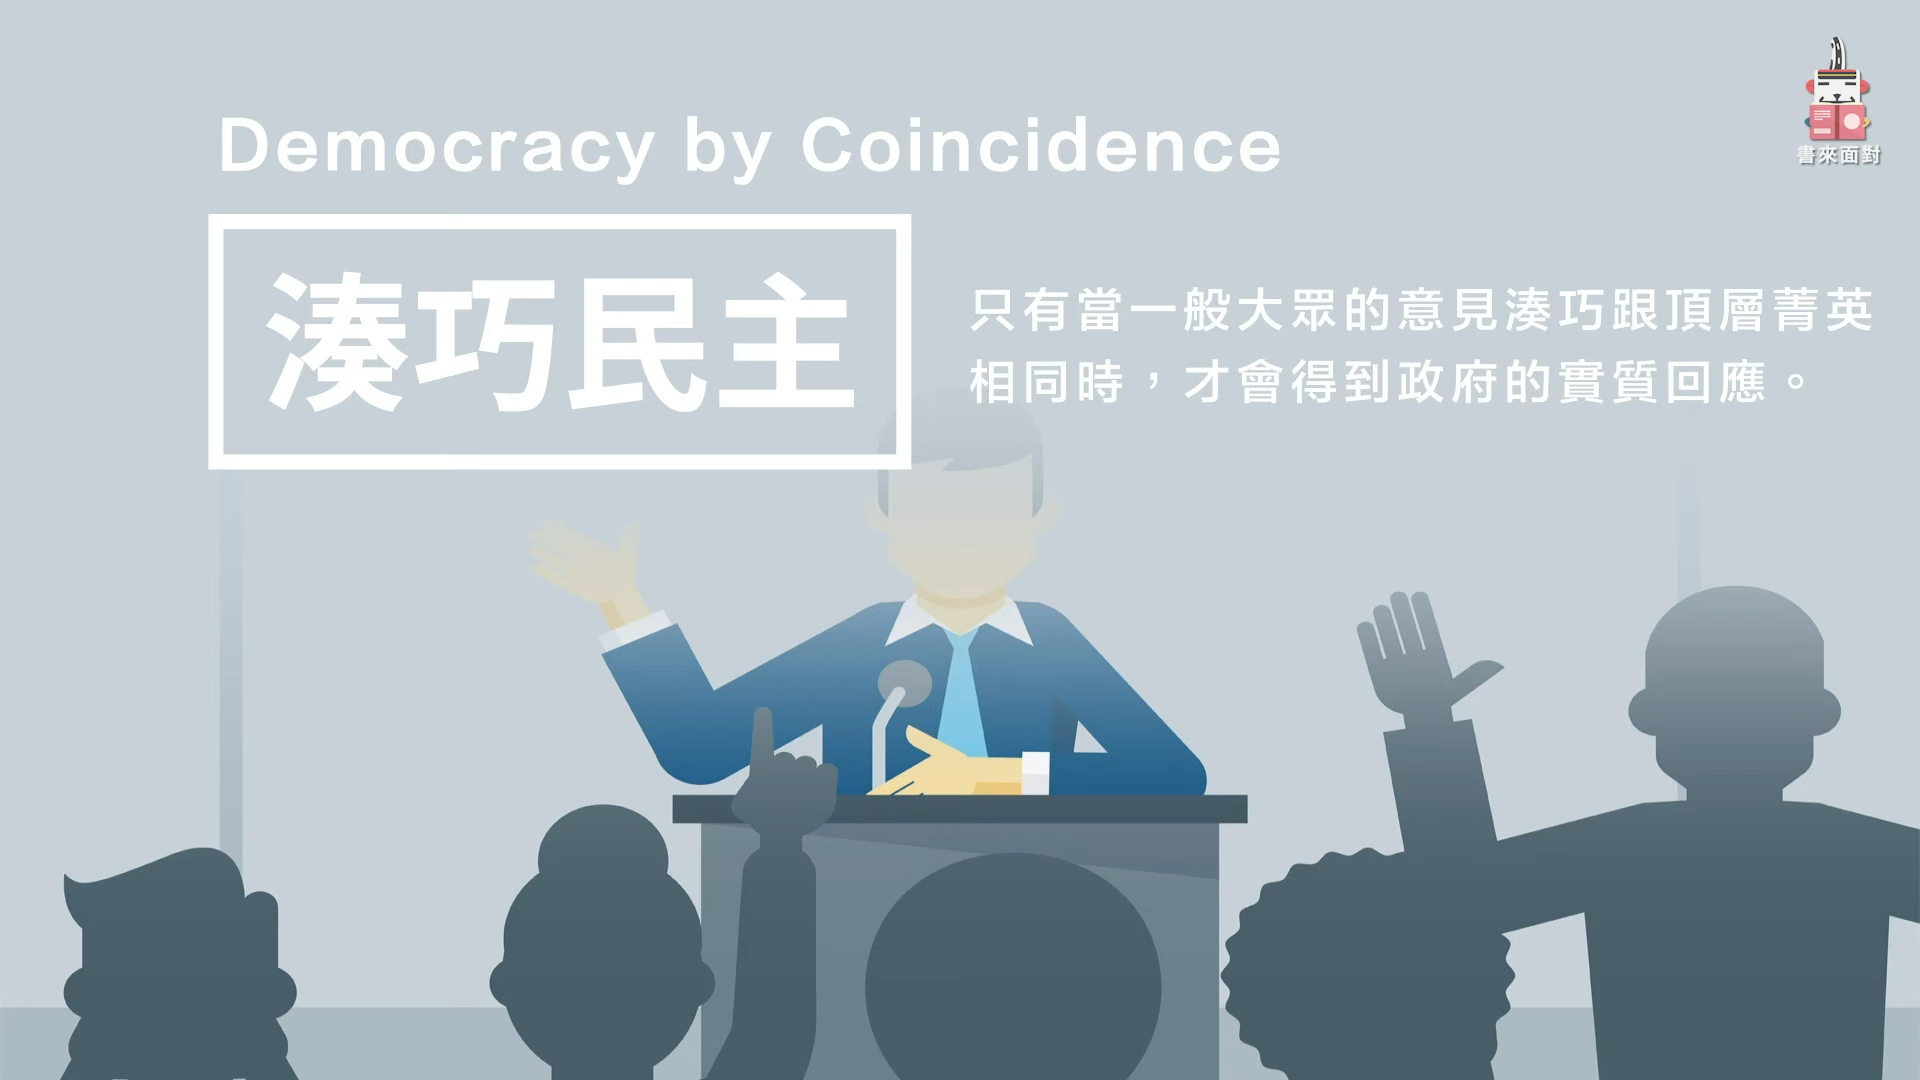 Democracy by Coincidence
湊巧民主
只有當一般大眾的意見湊巧跟頂層菁英
相同時，才會得到政府的實質回應。
書來面對